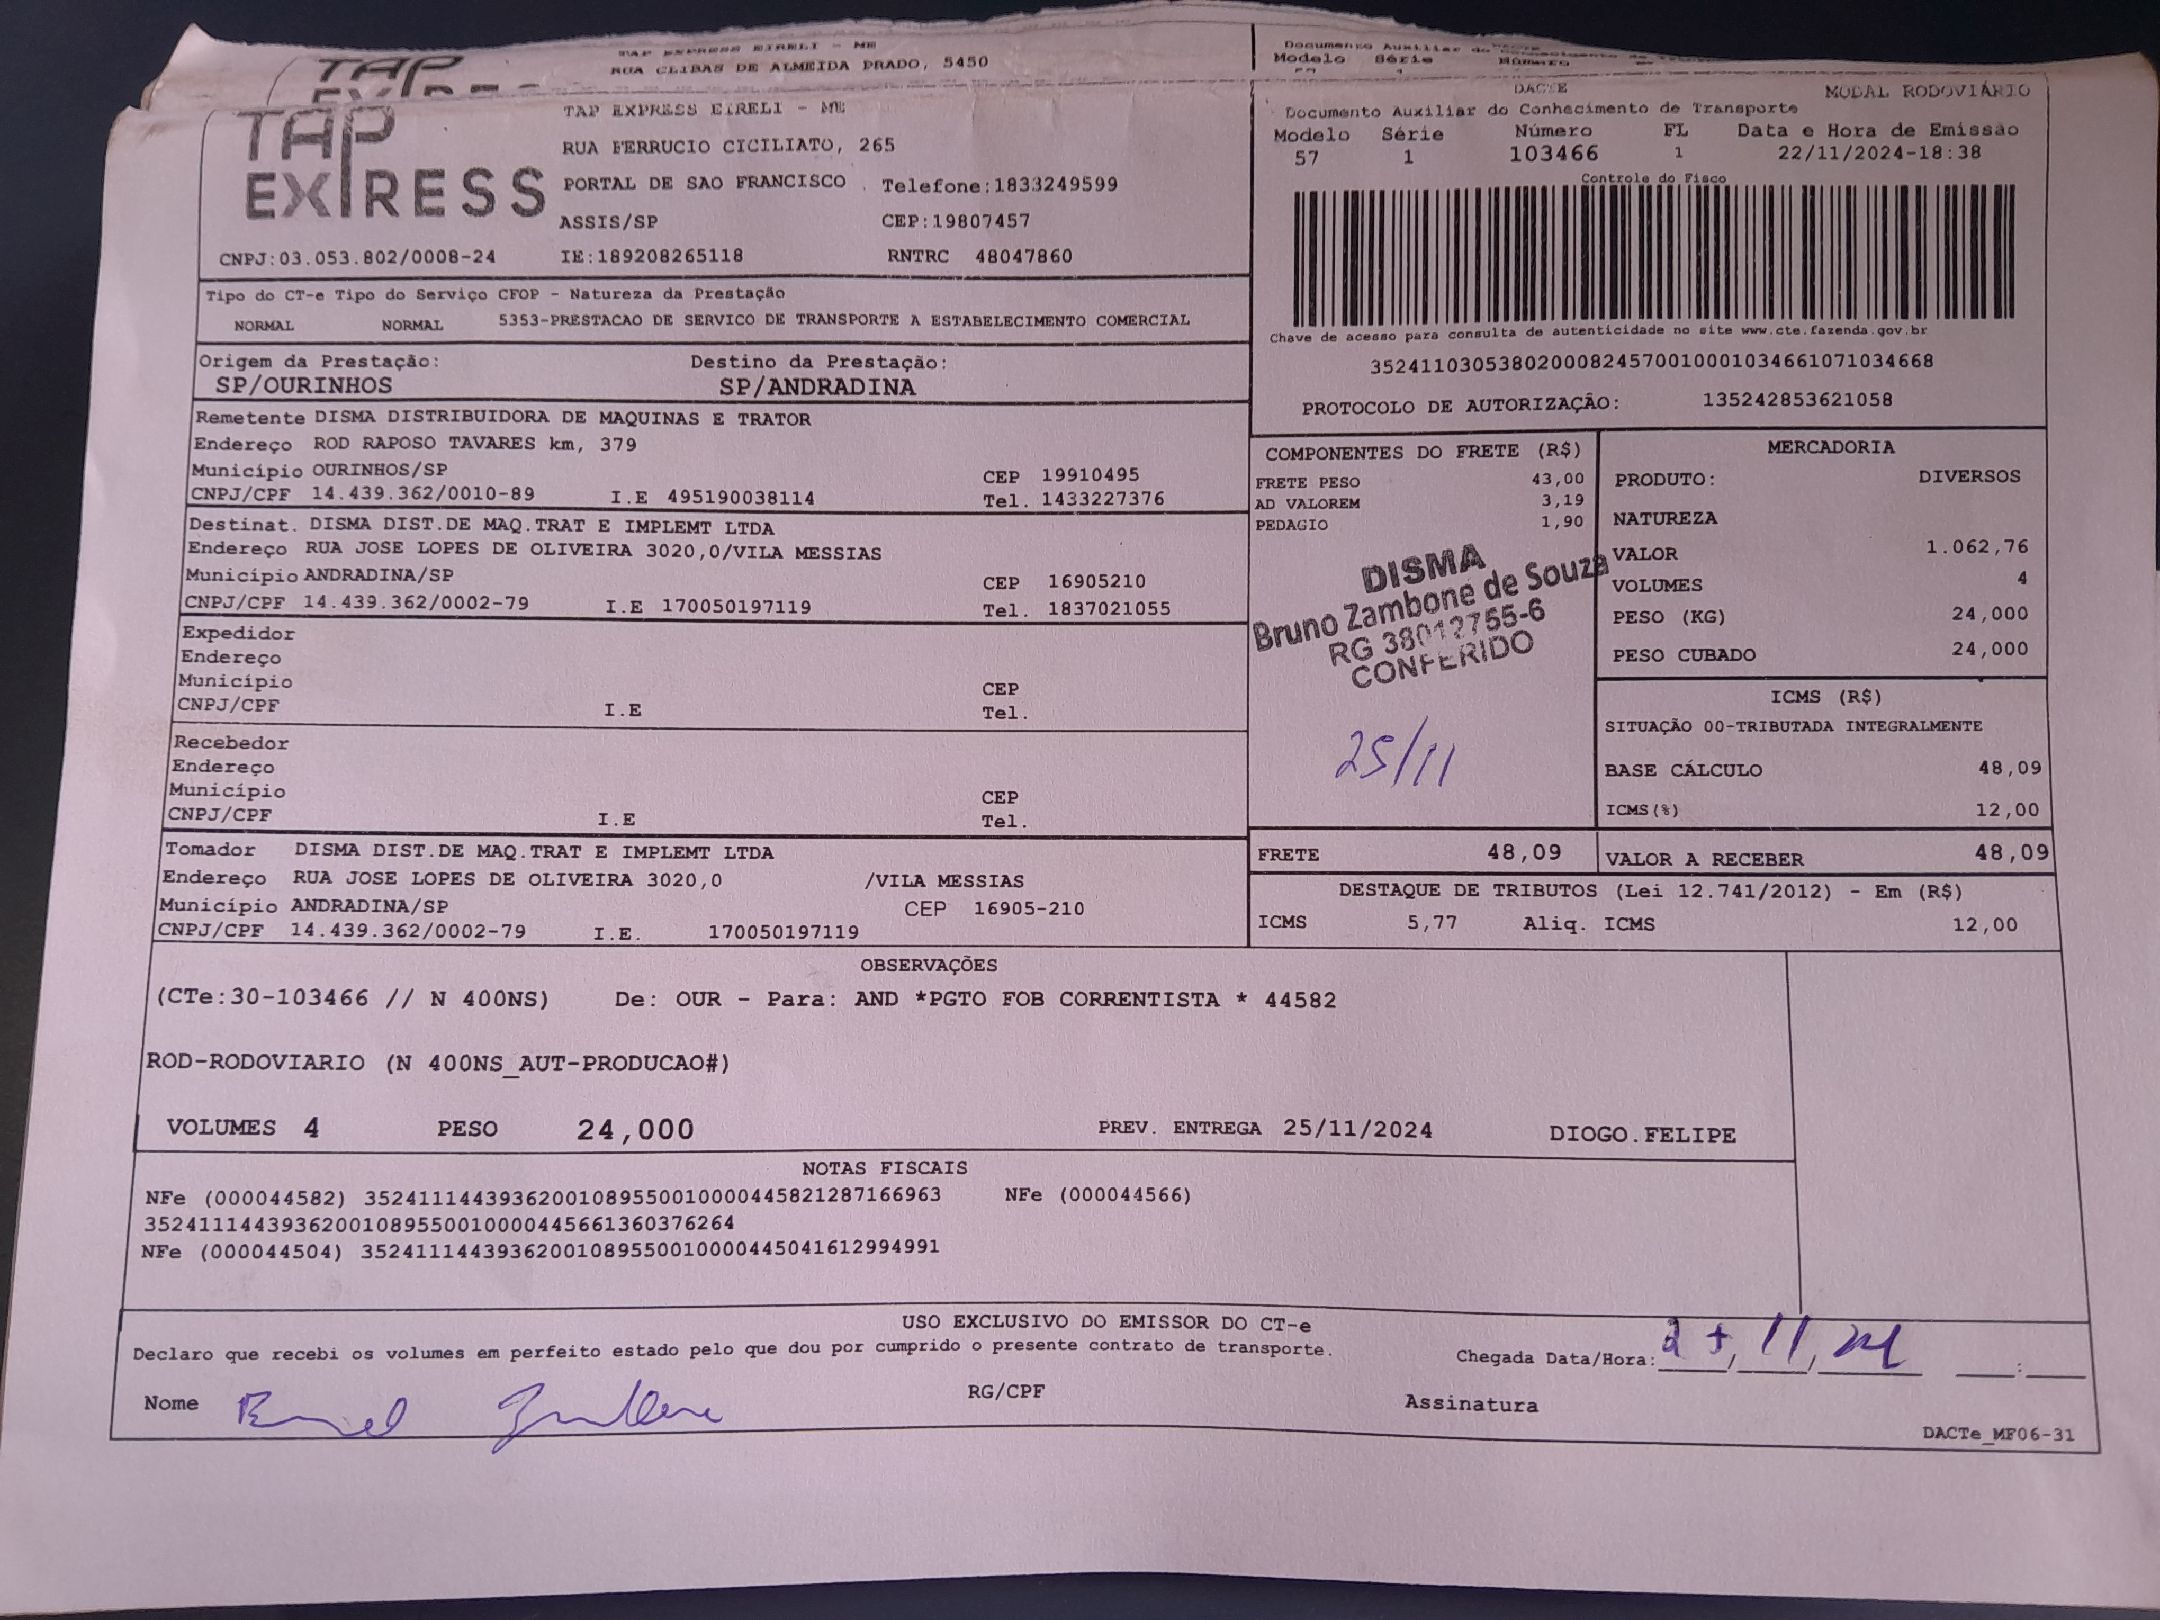 TAP EXPRESS EIRELI - ME
RUA CLIBAS DE ALMEIDA PRADO, 5450
Documento Auxiliar do
Modelo Série Número
TAP
EXPRESS
TAP EXPRESS EIRELI - ME
RUA FERRUCIO CICILIATO, 265
PORTAL DE SAO FRANCISCO Telefone:1833249599
ASSIS/SP CEP:19807457
CNPJ:03.053.802/0008-24 IE:189208265118 RNTRC 48047860
DACTE MODAL RODOVIÁRIO
Documento Auxiliar do Conhecimento de Transporte
Modelo Série Número FL Data e Hora de Emissão
57 1 103466 1 22/11/2024-18:38
Controle do Fisco
Chave de acesso para consulta de autenticidade no site www.cte.fazenda.gov.br
35241103053802000824570010001034661071034668
PROTOCOLO DE AUTORIZAÇÃO: 135242853621058
Tipo do CT-e Tipo do Serviço CFOP - Natureza da Prestação
NORMAL NORMAL 5353-PRESTACAO DE SERVICO DE TRANSPORTE A ESTABELECIMENTO COMERCIAL
Origem da Prestação: Destino da Prestação:
SP/OURINHOS SP/ANDRADINA
Remetente DISMA DISTRIBUIDORA DE MAQUINAS E TRATOR
Endereço ROD RAPOSO TAVARES km, 379
Município OURINHOS/SP CEP 19910495
CNPJ/CPF 14.439.362/0010-89 I.E 495190038114 Tel. 1433227376
Destinat. DISMA DIST.DE MAQ.TRAT E IMPLEMT LTDA
Endereço RUA JOSE LOPES DE OLIVEIRA 3020,0/VILA MESSIAS
Município ANDRADINA/SP CEP 16905210
CNPJ/CPF 14.439.362/0002-79 I.E 170050197119 Tel. 1837021055
Expedidor
Endereço
Município CEP
CNPJ/CPF I.E Tel.
Recebedor
Endereço
Município CEP
CNPJ/CPF I.E Tel.
Tomador DISMA DIST.DE MAQ.TRAT E IMPLEMT LTDA
Endereço RUA JOSE LOPES DE OLIVEIRA 3020,0 /VILA MESSIAS
Município ANDRADINA/SP CEP 16905-210
CNPJ/CPF 14.439.362/0002-79 I.E. 170050197119
COMPONENTES DO FRETE (R$)
FRETE PESO 43,00
AD VALOREM 3,19
PEDAGIO 1,90
DISMA
Bruno Zambone de Souza
RG 38012755-6
CONFERIDO
25/11
MERCADORIA
PRODUTO: DIVERSOS
NATUREZA
VALOR 1.062,76
VOLUMES 4
PESO (KG) 24,000
PESO CUBADO 24,000
ICMS (R$)
SITUAÇÃO 00-TRIBUTADA INTEGRALMENTE
BASE CÁLCULO 48,09
ICMS(%) 12,00
FRETE 48,09 VALOR A RECEBER 48,09
DESTAQUE DE TRIBUTOS (Lei 12.741/2012) - Em (R$)
ICMS 5,77 Aliq. ICMS 12,00
OBSERVAÇÕES
(CTe:30-103466 // N 400NS) De: OUR - Para: AND *PGTO FOB CORRENTISTA * 44582
ROD-RODOVIARIO (N 400NS_AUT-PRODUCAO#)
VOLUMES 4 PESO 24,000 PREV. ENTREGA 25/11/2024 DIOGO.FELIPE
NOTAS FISCAIS
NFe (000044582) 35241114439362001089550010000445821287166963 NFe (000044566)
35241114439362001089550010000445661360376264
NFe (000044504) 35241114439362001089550010000445041612994991
USO EXCLUSIVO DO EMISSOR DO CT-e
Declaro que recebi os volumes em perfeito estado pelo que dou por cumprido o presente contrato de transporte.
Chegada Data/Hora: 25/11/24 :
Nome RG/CPF Assinatura
DACTe_MF06-31